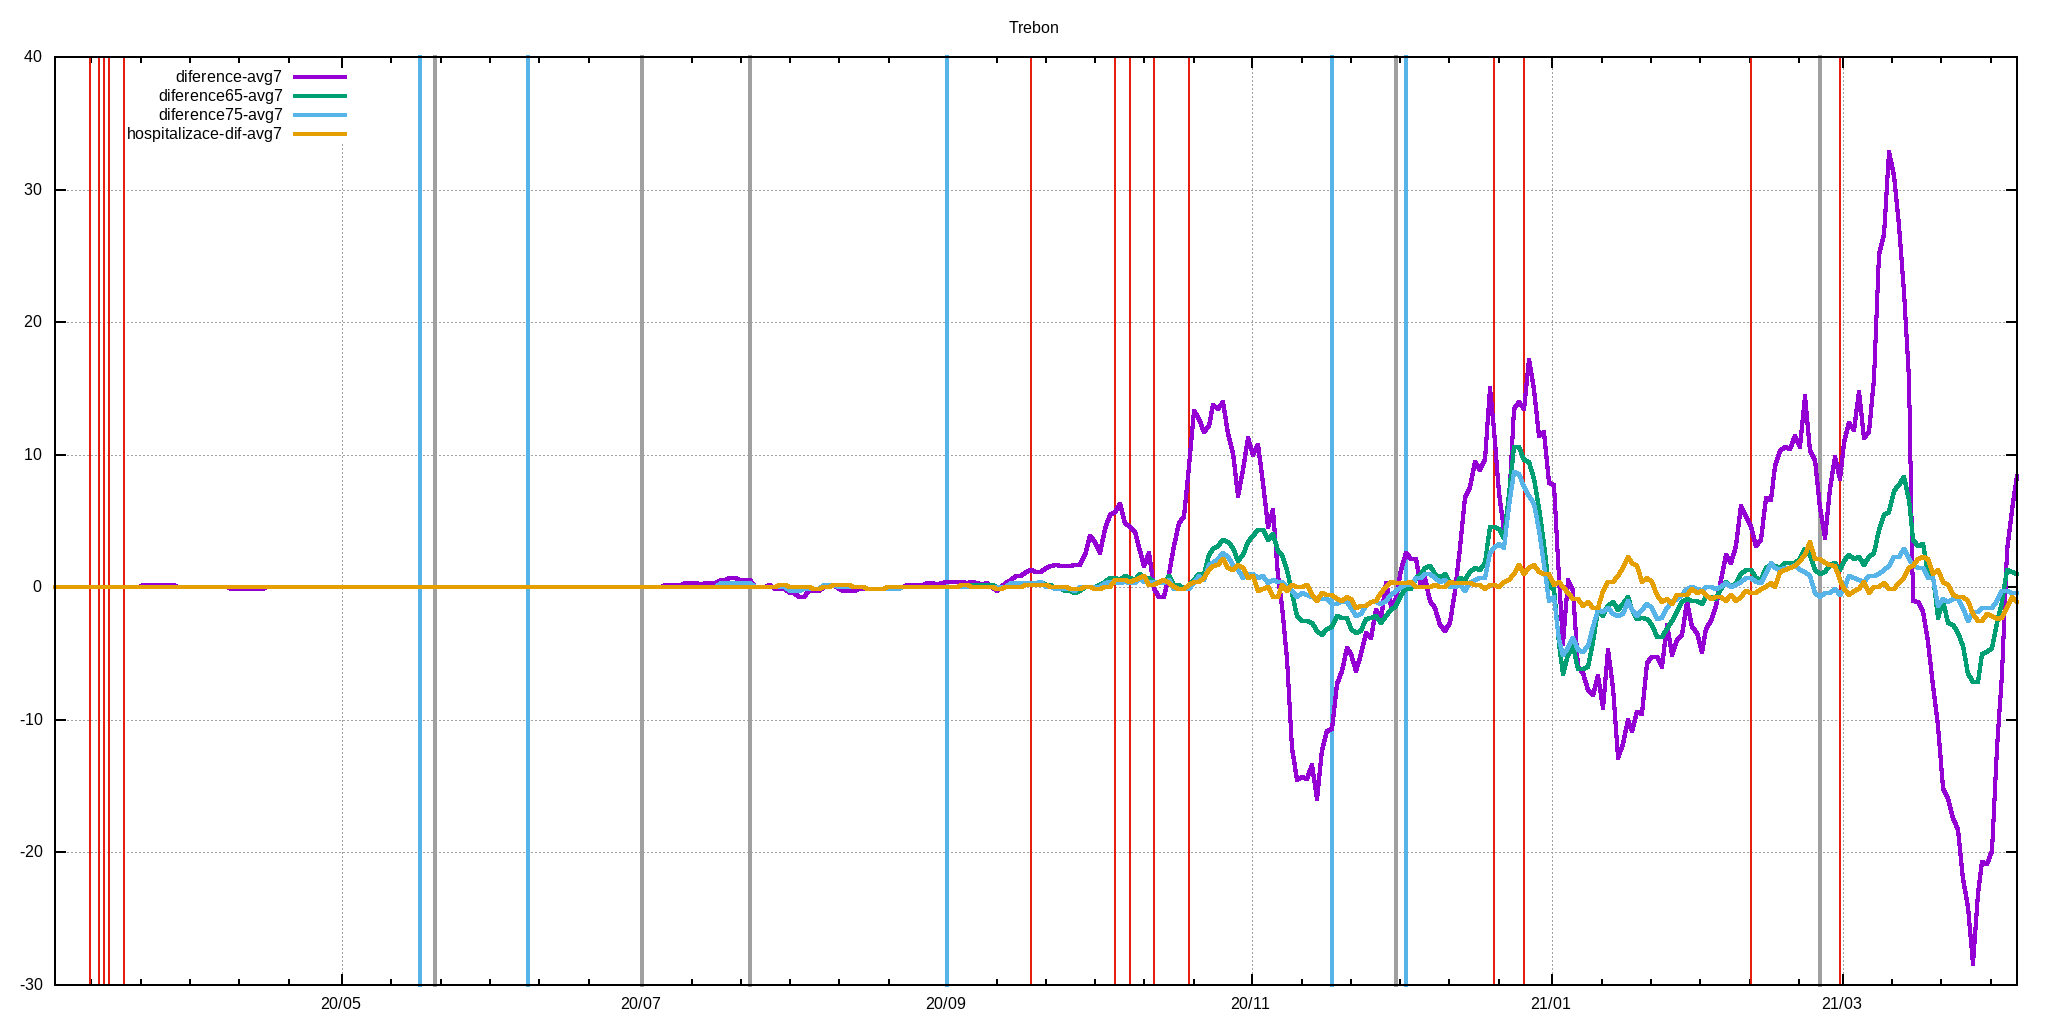 Trebon
40
diference-avg7
diference65-avg7
diference75-avg7
hospitalizace-dif-avg7
30
20
10
0
-10
-20
-30
20/05 20/07 20/09 20/11 21/01 21/03